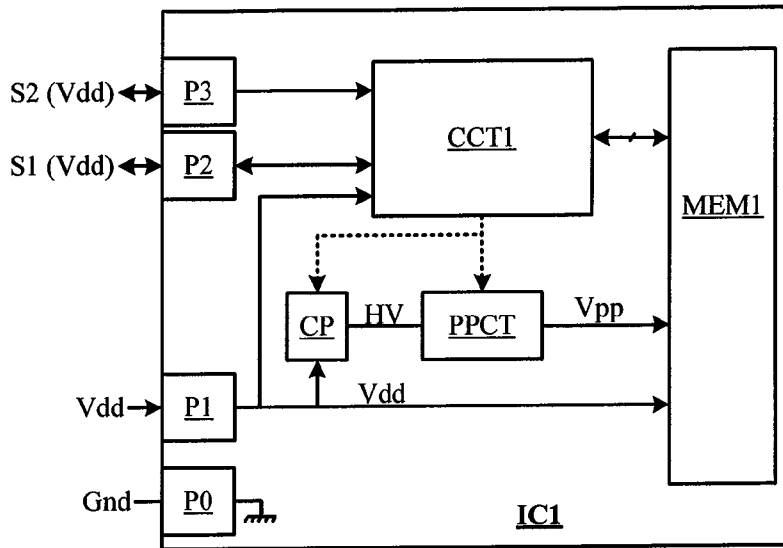 S2 (Vdd)
P3
S1 (Vdd)
P2
CCT1
MEM1
CP
HV
PPCT
Vpp
Vdd
P1
Vdd
Gnd
P0
IC1